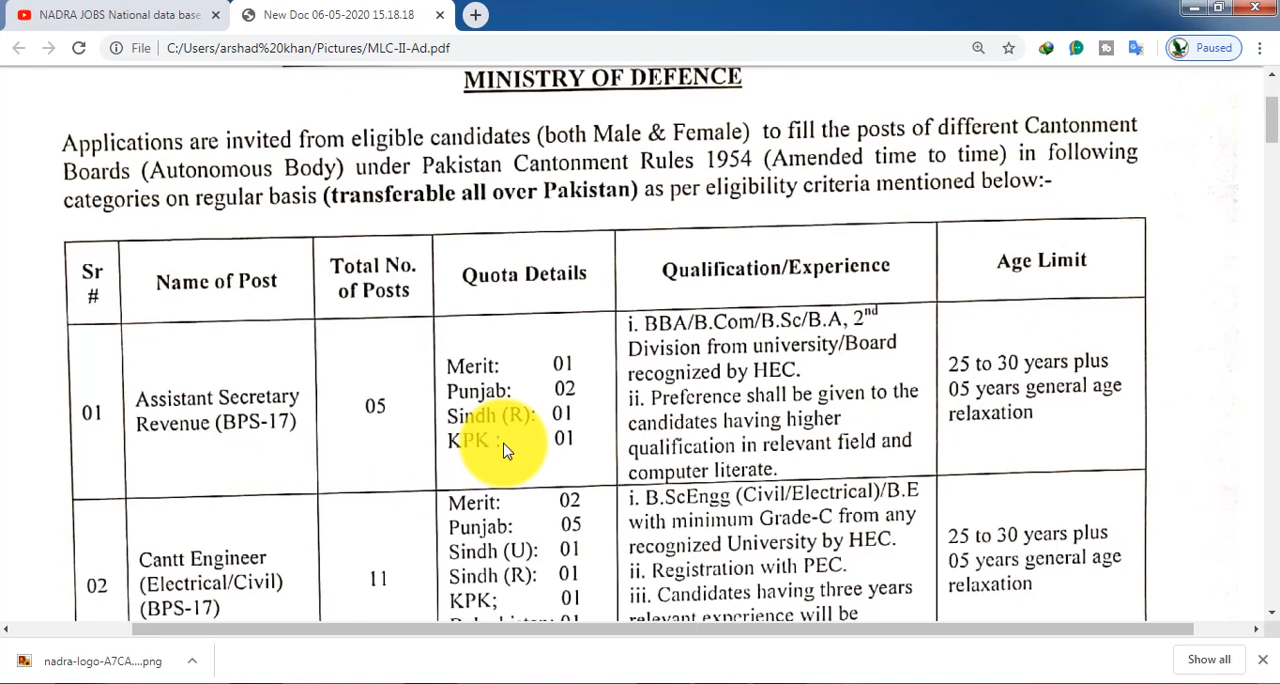 NADRA JOBS National data base
New Doc 06-05-2020 15.18.18
File
C:/Users/arshad%20khan/Pictures/MLC-II-Ad.pdf
Paused
MINISTRY OF DEFENCE
Applications are invited from eligible candidates (both Male & Female) to fill the posts of different Cantonment
Boards (Autonomous Body) under Pakistan Cantonment Rules 1954 (Amended time to time) in following
categories on regular basis (transferable all over Pakistan) as per eligibility criteria mentioned below:-
Sr
#
Name of Post
Total No.
of Posts
Quota Details
Qualification/Experience
Age Limit
01
Assistant Secretary
Revenue (BPS-17)
05
Merit: 01
Punjab: 02
Sindh (R): 01
KPK : 01
i. BBA/B.Com/B.Sc/B.A, 2nd
Division from university/Board
recognized by HEC.
ii. Preference shall be given to the
candidates having higher
qualification in relevant field and
computer literate.
25 to 30 years plus
05 years general age
relaxation
02
Cantt Engineer
(Electrical/Civil)
(BPS-17)
11
Merit: 02
Punjab: 05
Sindh (U): 01
Sindh (R): 01
KPK; 01
01
i. B.ScEngg (Civil/Electrical)/B.E
with minimum Grade-C from any
recognized University by HEC.
ii. Registration with PEC.
iii. Candidates having three years
relevant experience will be
25 to 30 years plus
05 years general age
relaxation
nadra-logo-A7CA....png
Show all